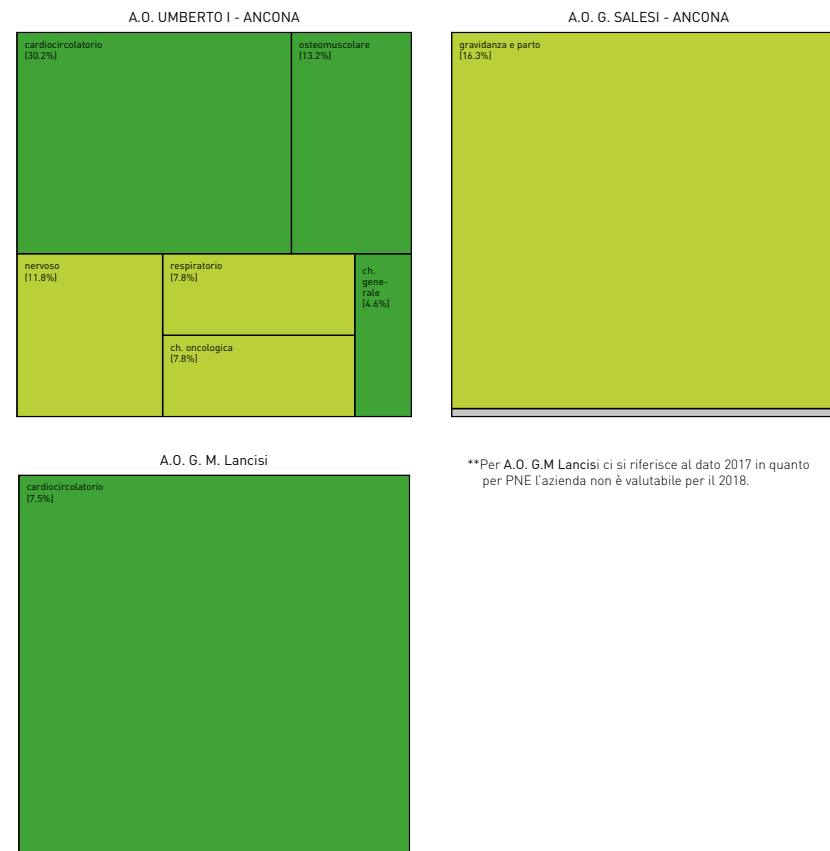 A.O. UMBERTO I - ANCONA
cardiocircolatorio
(30.2%)
osteomuscolare
(13.2%)
nervoso
(11.8%)
respiratorio
(7.8%)
ch. oncologica
(7.8%)
ch.
gene-
rale
(4.6%)
A.O. G. SALESI - ANCONA
gravidanza e parto
(16.3%)
A.O. G. M. Lancisi
cardiocircolatorio
(7.5%)
**Per A.O. G.M Lancisi ci si riferisce al dato 2017 in quanto
per PNE l'azienda non è valutabile per il 2018.